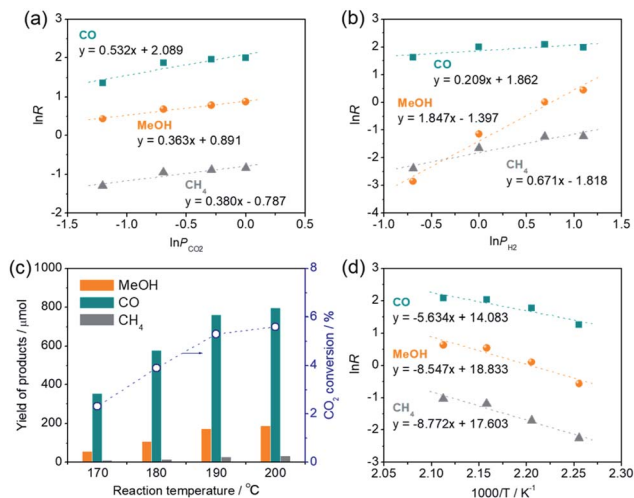 (a)
CO
y = 0.532x + 2.089
MeOH
y = 0.363x + 0.891
CH4
y = 0.380x - 0.787
lnR
3
2
1
0
-1
-2
-1.5 -1.0 -0.5 0.0 0.5
lnPCO2
(b)
CO
y = 0.209x + 1.862
MeOH
y = 1.847x - 1.397
CH4
y = 0.671x - 1.818
lnR
3
2
1
0
-1
-2
-3
-4
-1.0 -0.5 0.0 0.5 1.0 1.5
lnPH2
(c)
MeOH
CO
CH4
Yield of products / μmol
1000
800
600
400
200
0
CO2 conversion / %
8
6
4
2
0
170 180 190 200
Reaction temperature / °C
(d)
CO
y = -5.634x + 14.083
MeOH
y = -8.547x + 18.833
CH4
y = -8.772x + 17.603
lnR
3
2
1
0
-1
-2
-3
2.05 2.10 2.15 2.20 2.25 2.30
1000/T / K-1